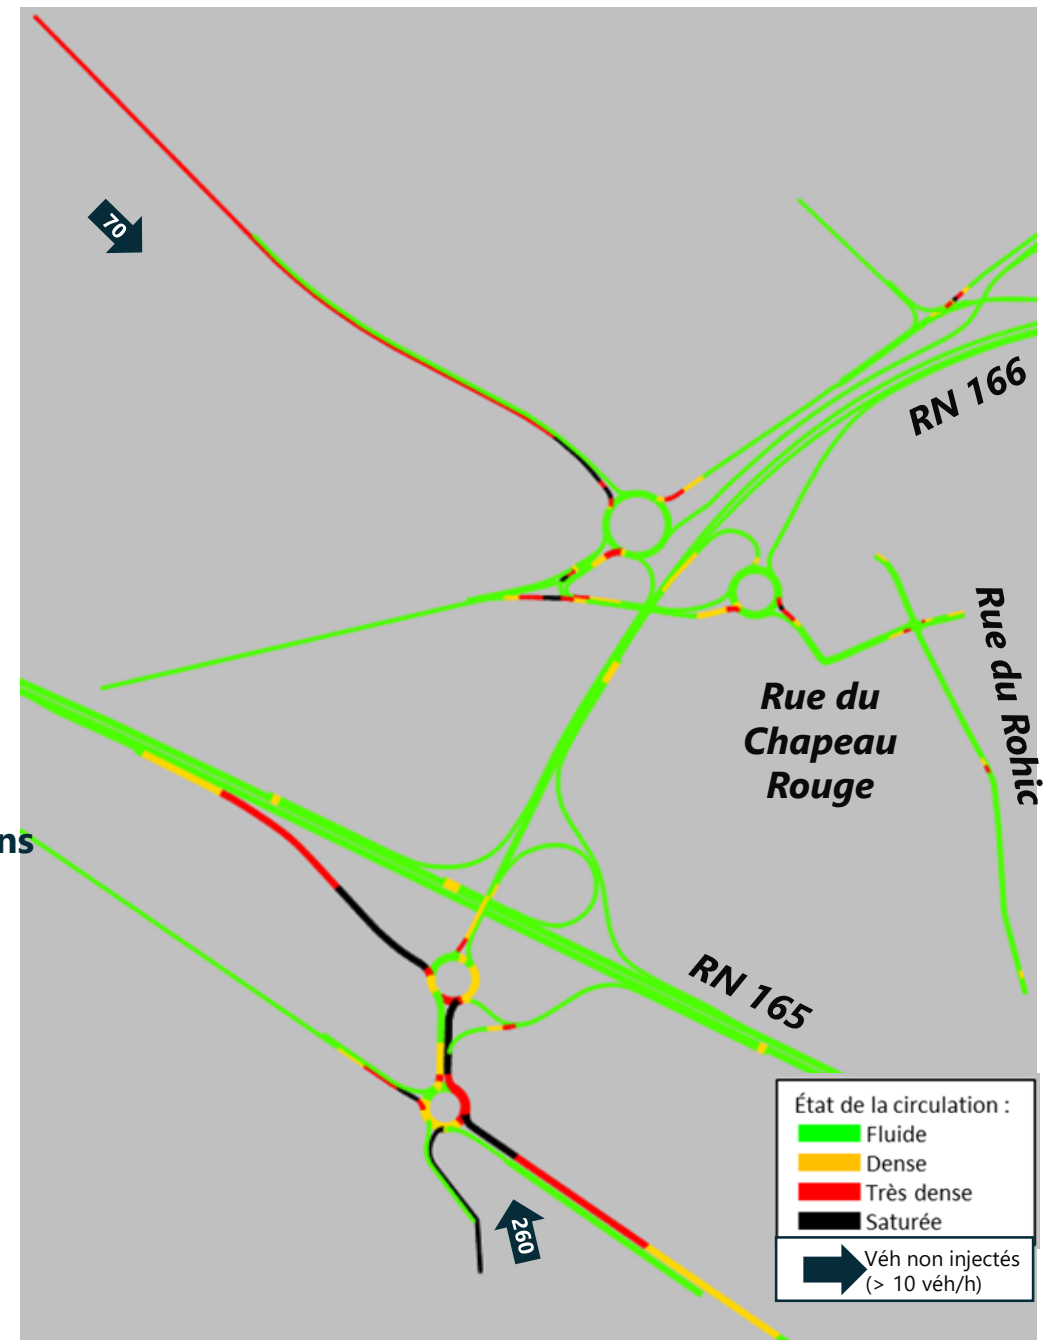 70
RN 166
Rue du Rohic
Rue du
Chapeau
Rouge
ns
RN 165
260
État de la circulation :
Fluide
Dense
Très dense
Saturée
Véh non injectés
(> 10 véh/h)